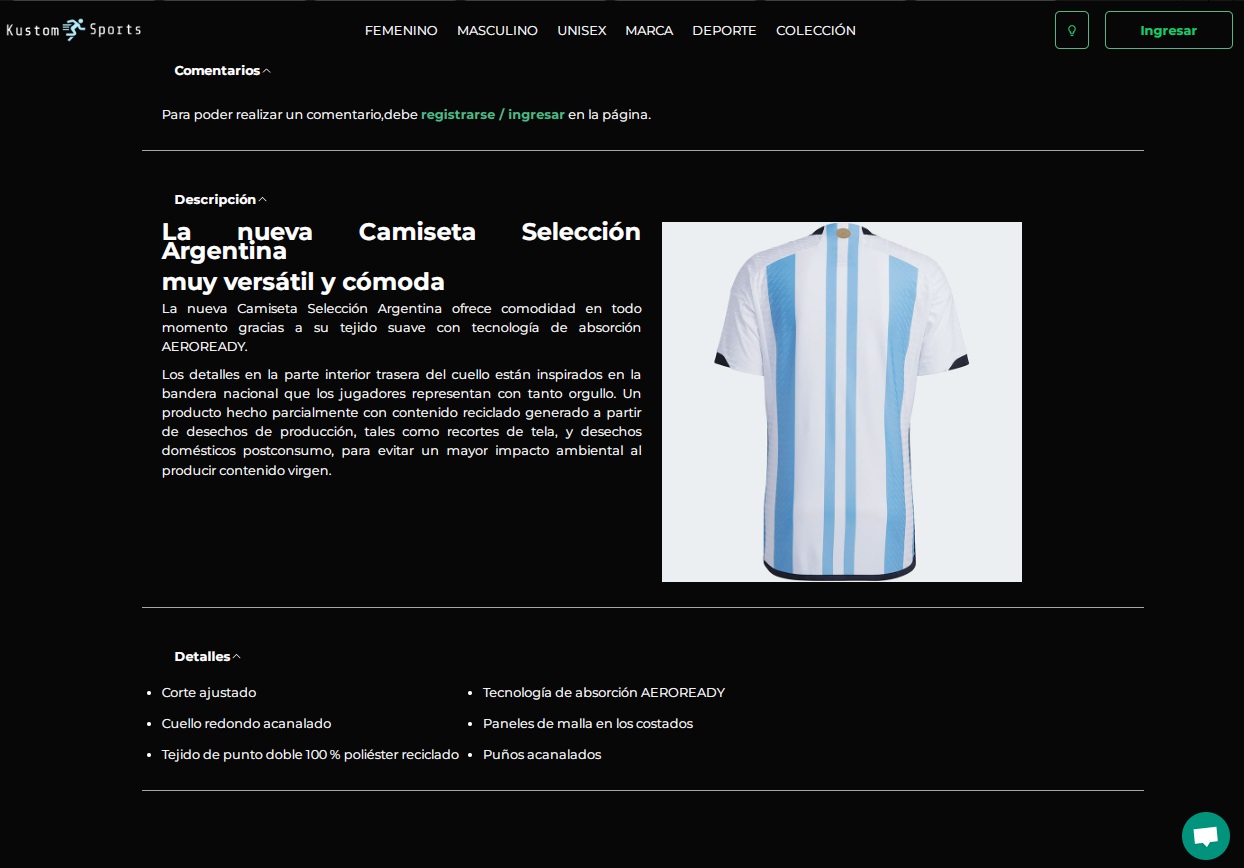 Kustom Sports
FEMENINO MASCULINO UNISEX MARCA DEPORTE COLECCIÓN
Ingresar
Comentarios
Para poder realizar un comentario,debe registrarse / ingresar en la página.
Descripción
La nueva Camiseta Selección
Argentina
muy versátil y cómoda
La nueva Camiseta Selección Argentina ofrece comodidad en todo
momento gracias a su tejido suave con tecnología de absorción
AEROREADY.
Los detalles en la parte interior trasera del cuello están inspirados en la
bandera nacional que los jugadores representan con tanto orgullo. Un
producto hecho parcialmente con contenido reciclado generado a partir
de desechos de producción, tales como recortes de tela, y desechos
domésticos postconsumo, para evitar un mayor impacto ambiental al
producir contenido virgen.
Detalles
Corte ajustado
Cuello redondo acanalado
Tejido de punto doble 100 % poliéster reciclado
Tecnología de absorción AEROREADY
Paneles de malla en los costados
Puños acanalados